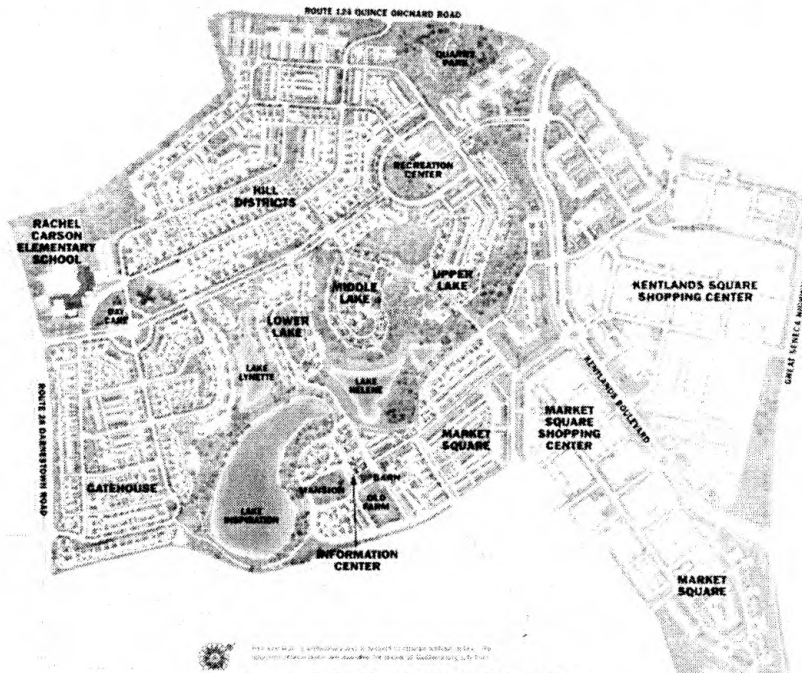 ROUTE 124 QUINCE ORCHARD ROAD
QUARRY
PARK
RECREATION
CENTER
HILL
DISTRICTS
RACHEL
CARSON
ELEMENTARY
SCHOOL
UPPER
LAKE
MIDDLE
LAKE
KENTLANDS SQUARE
SHOPPING CENTER
DAY
CARE
LOWER
LAKE
GREAT SENECA
LAKE
LYNETTE
LAKE
HELENE
KENTLANDS BOULEVARD
ROUTE 28 DARNESTOWN ROAD
MARKET
SQUARE
SHOPPING
CENTER
MARKET
SQUARE
GATEHOUSE
BARN
MANSION
OLD
FARM
LAKE
INSPIRATION
INFORMATION
CENTER
MARKET
SQUARE